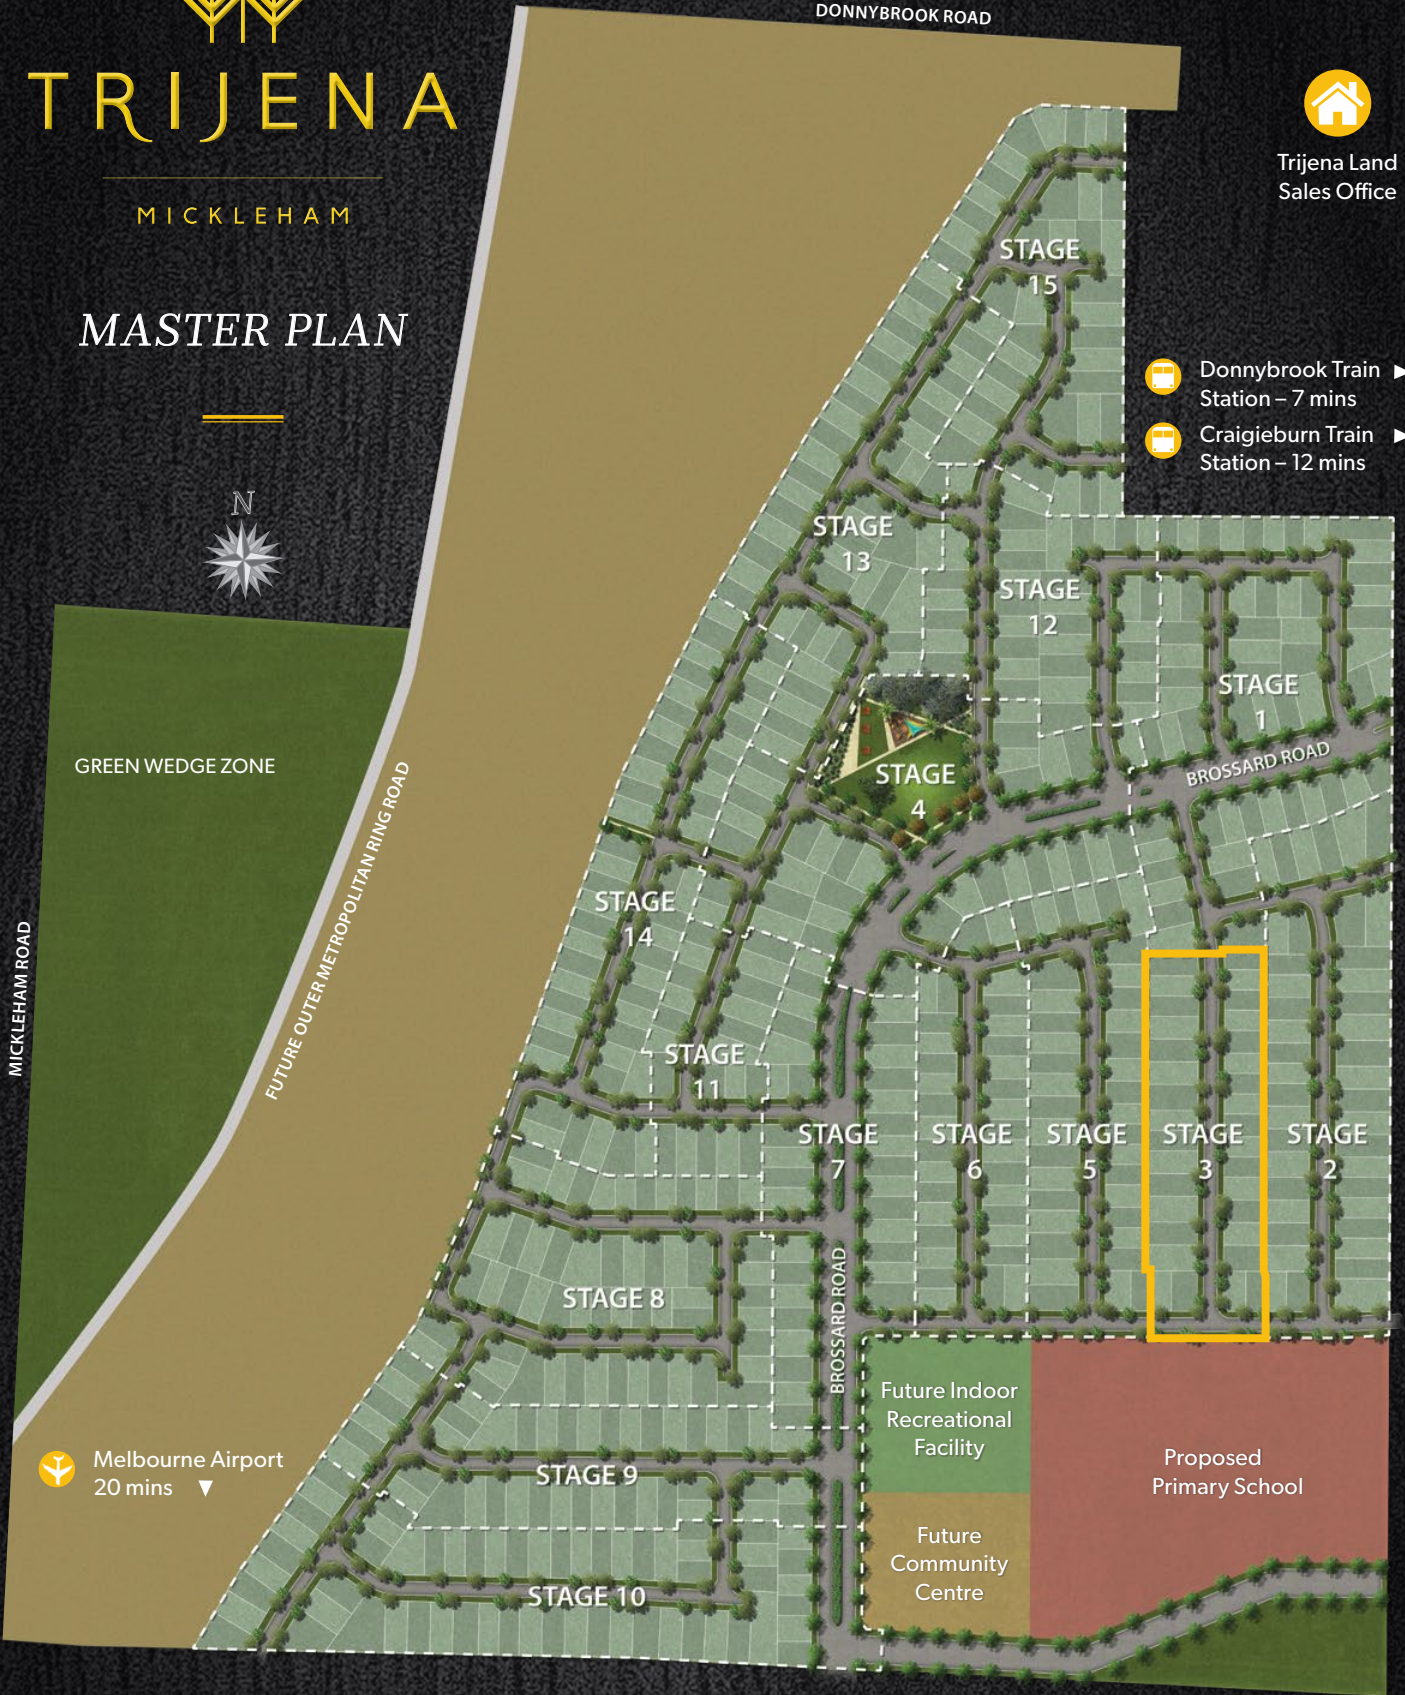 DONNYBROOK ROAD
TRIJENA
MICKLEHAM
MASTER PLAN
N
Trijena Land
Sales Office
Donnybrook Train
Station – 7 mins
Craigieburn Train
Station – 12 mins
STAGE
15
STAGE
13
STAGE
12
STAGE
1
BROSSARD ROAD
STAGE
4
GREEN WEDGE ZONE
FUTURE OUTER METROPOLITAN RING ROAD
MICKLEHAM ROAD
STAGE
14
STAGE
11
STAGE
7
STAGE
6
STAGE
5
STAGE
3
STAGE
2
STAGE 8
BROSSARD ROAD
Future Indoor
Recreational
Facility
Proposed
Primary School
Melbourne Airport
20 mins
STAGE 9
Future
Community
Centre
STAGE 10